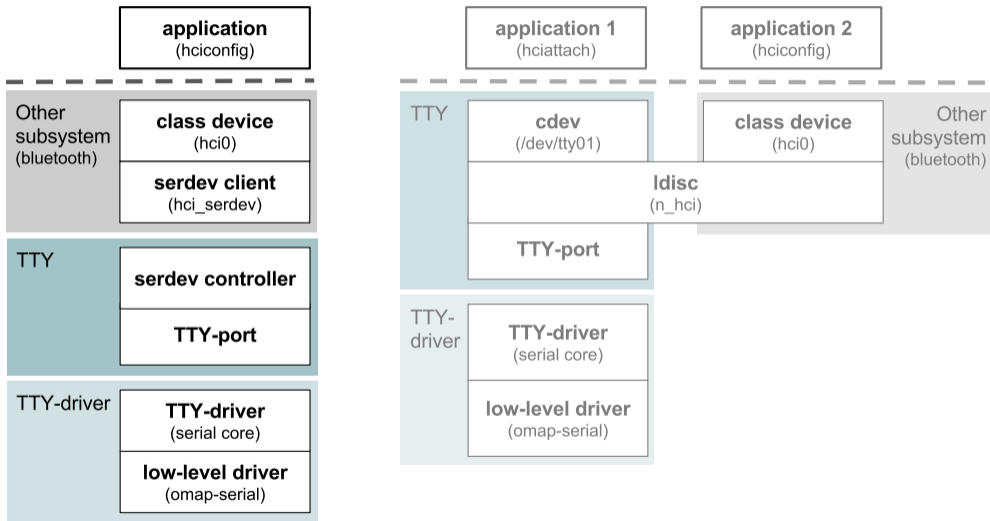 application
(hciconfig)
Other
subsystem
(bluetooth)
class device
(hci0)
serdev client
(hci_serdev)
TTY
serdev controller
TTY-port
TTY-driver
TTY-driver
(serial core)
low-level driver
(omap-serial)
application 1
(hciattach)
application 2
(hciconfig)
TTY
cdev
(/dev/tty01)
class device
(hci0)
Other
subsystem
(bluetooth)
ldisc
(n_hci)
TTY-port
TTY-
driver
TTY-driver
(serial core)
low-level driver
(omap-serial)